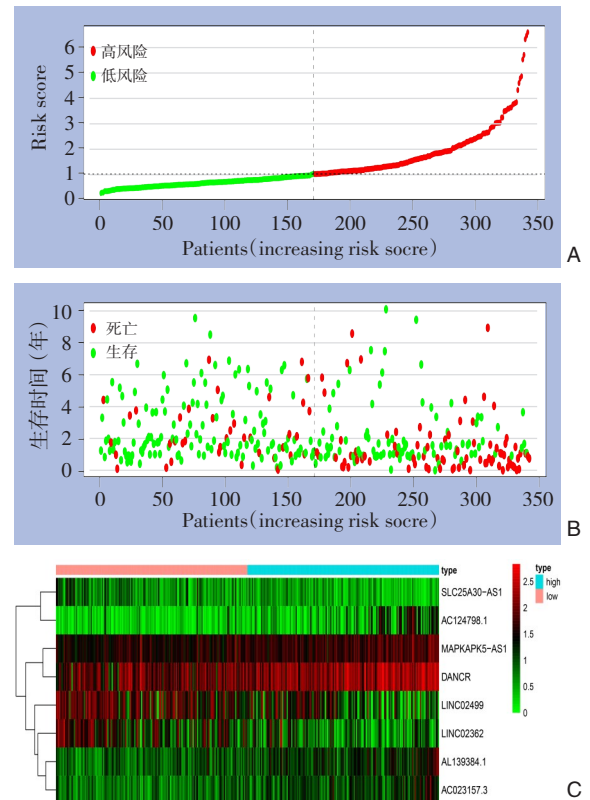 Risk score
6
5
4
3
2
1
0
高风险
低风险
0 50 100 150 200 250 300 350
Patients(increasing risk socre)
A
生存时间(年)
10
8
6
4
2
0
死亡
生存
0 50 100 150 200 250 300 350
Patients(increasing risk socre)
B
type
SLC25A30-AS1
AC124798.1
MAPKAPK5-AS1
DANCR
LINC02499
LINC02362
AL139384.1
AC023157.3
2.5
2
1.5
1
0.5
0
type
high
low
C